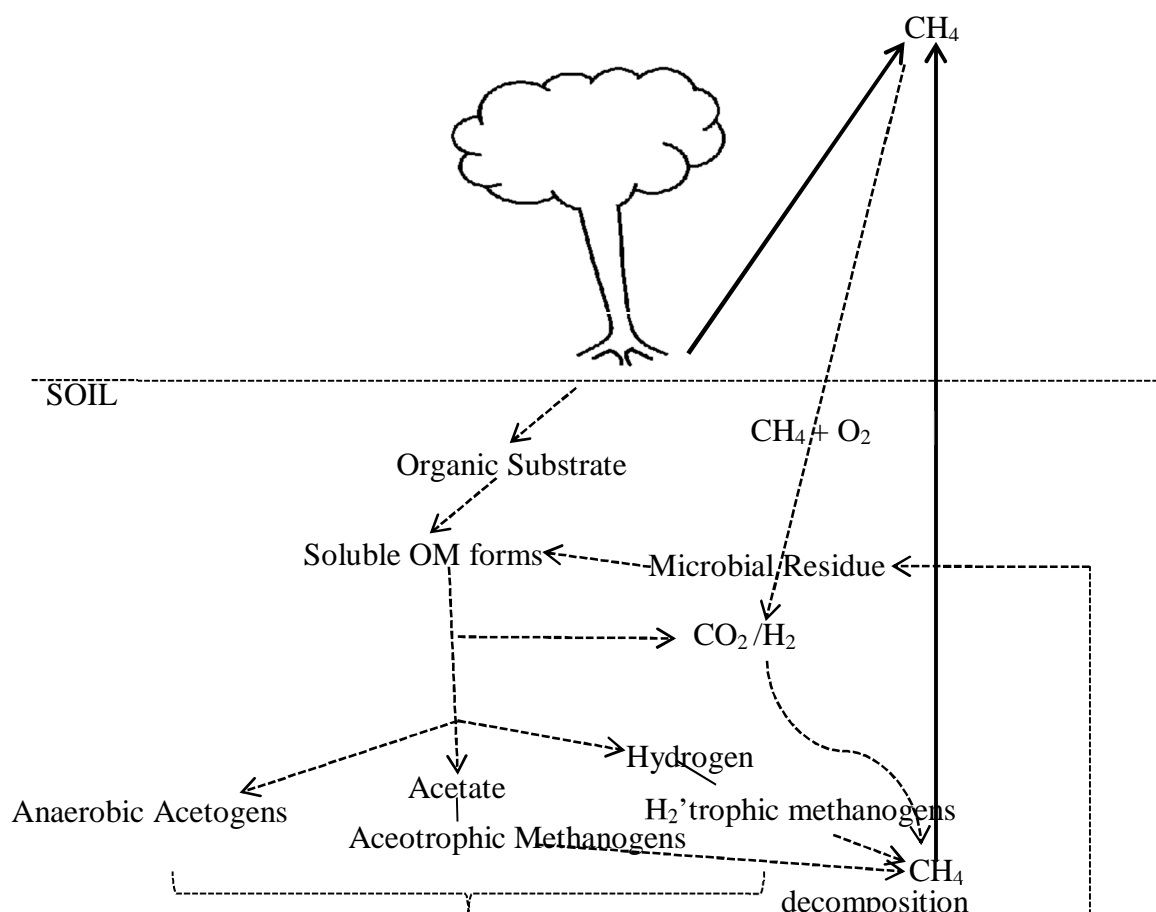 CH₄
SOIL
CH₄ + O₂
Organic Substrate
Soluble OM forms
Microbial Residue
CO₂ /H₂
Hydrogen
Acetate
Anaerobic Acetogens
H₂’trophic methanogens
Aceotrophic Methanogens
CH₄
decomposition